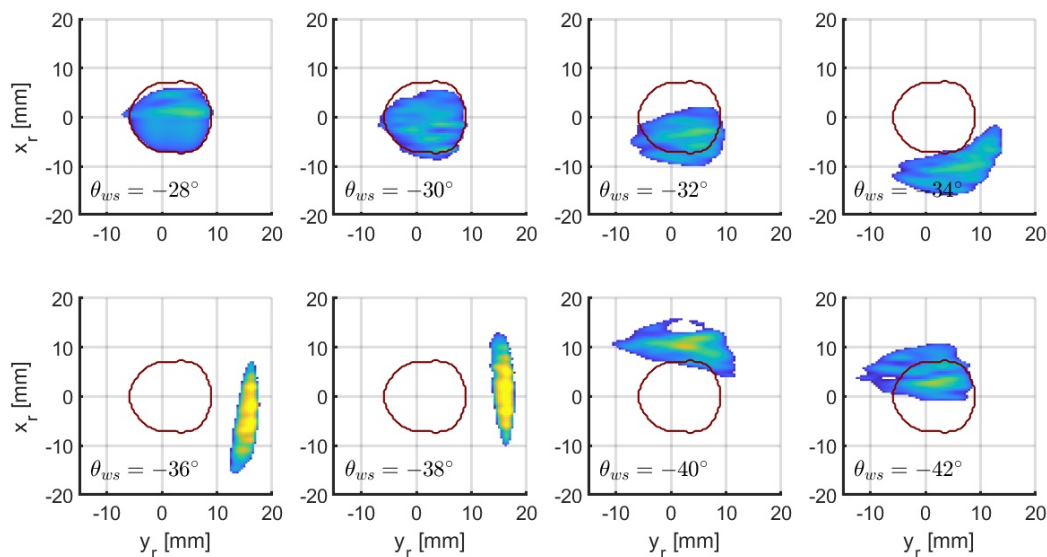 20 20 20 20
10 10 10 10
0 0 0 0
-10 -10 -10 -10
-20 -20 -20 -20
x_r [mm]
θ_ws = −28° θ_ws = −30° θ_ws = −32° θ_ws = −34°
-10 0 10 20 -10 0 10 20 -10 0 10 20 -10 0 10 20
20 20 20 20
10 10 10 10
0 0 0 0
-10 -10 -10 -10
-20 -20 -20 -20
x_r [mm]
θ_ws = −36° θ_ws = −38° θ_ws = −40° θ_ws = −42°
-10 0 10 20 -10 0 10 20 -10 0 10 20 -10 0 10 20
y_r [mm] y_r [mm] y_r [mm] y_r [mm]